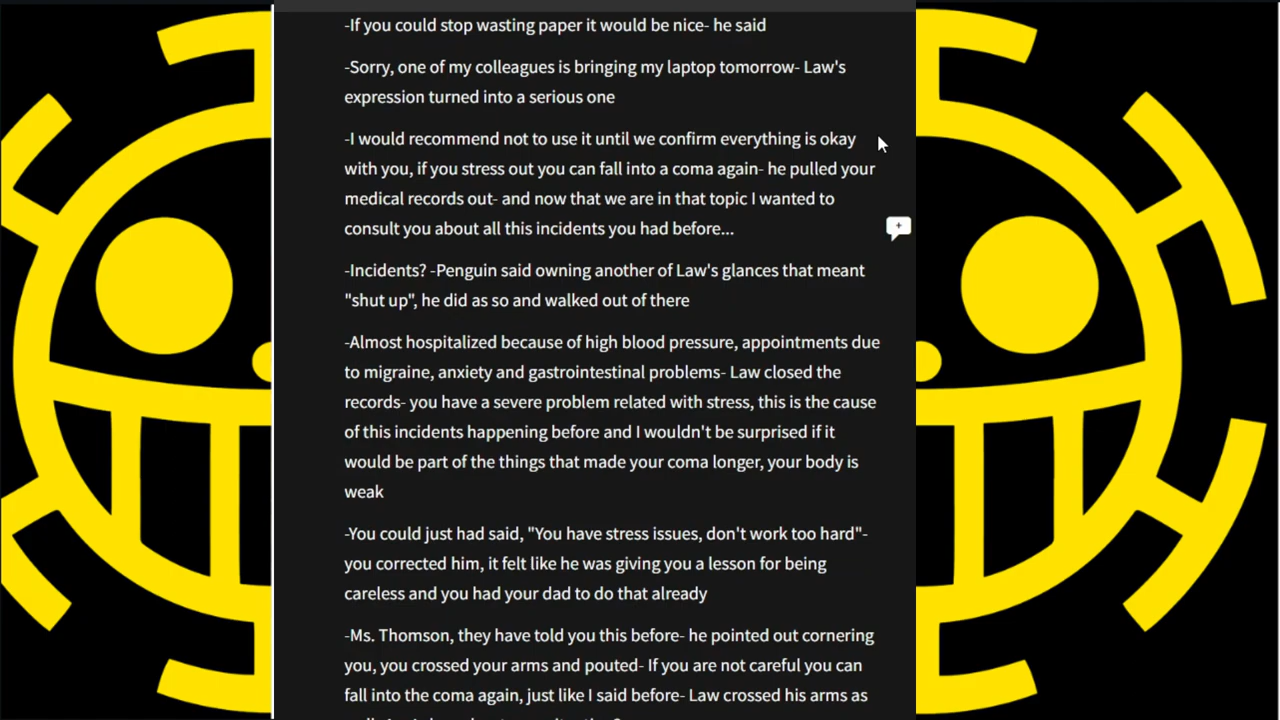 -If you could stop wasting paper it would be nice- he said
-Sorry, one of my colleagues is bringing my laptop tomorrow- Law's
expression turned into a serious one
-I would recommend not to use it until we confirm everything is okay
with you, if you stress out you can fall into a coma again- he pulled your
medical records out- and now that we are in that topic I wanted to
consult you about all this incidents you had before...
-Incidents? -Penguin said owning another of Law's glances that meant
"shut up", he did as so and walked out of there
-Almost hospitalized because of high blood pressure, appointments due
to migraine, anxiety and gastrointestinal problems- Law closed the
records- you have a severe problem related with stress, this is the cause
of this incidents happening before and I wouldn't be surprised if it
would be part of the things that made your coma longer, your body is
weak
-You could just had said, "You have stress issues, don't work too hard"-
you corrected him, it felt like he was giving you a lesson for being
careless and you had your dad to do that already
-Ms. Thomson, they have told you this before- he pointed out cornering
you, you crossed your arms and pouted- If you are not careful you can
fall into the coma again, just like I said before- Law crossed his arms as